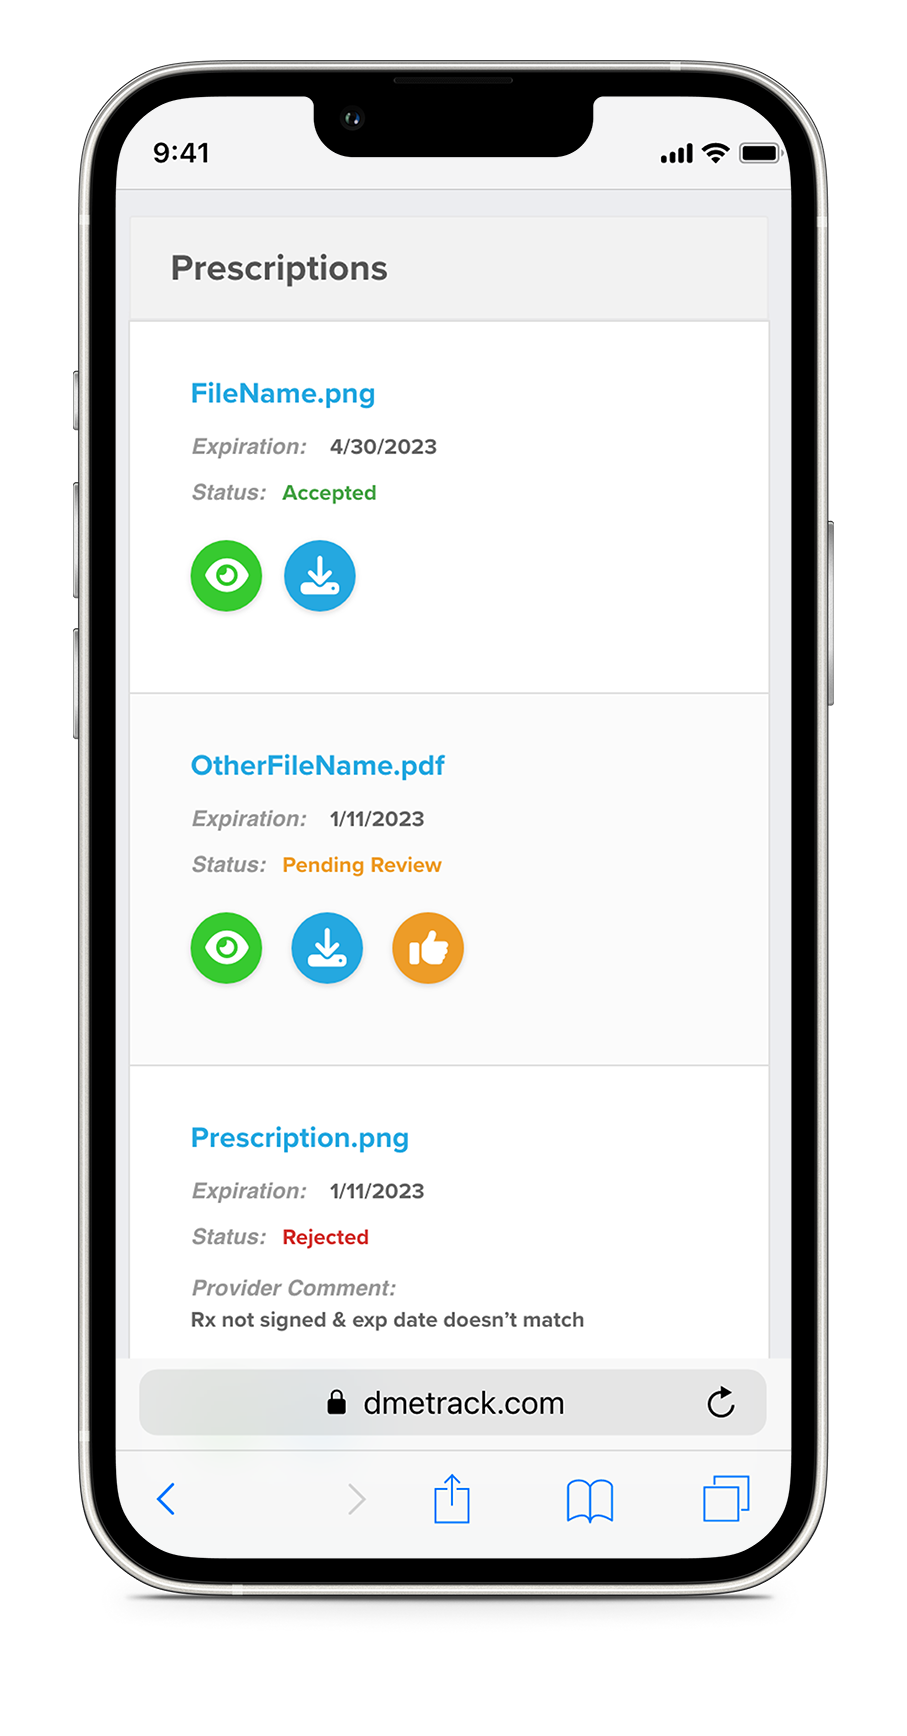 9:41
Prescriptions
FileName.png
Expiration: 4/30/2023
Status: Accepted
OtherFileName.pdf
Expiration: 1/11/2023
Status: Pending Review
Prescription.png
Expiration: 1/11/2023
Status: Rejected
Provider Comment:
Rx not signed & exp date doesn’t match
dmetrack.com